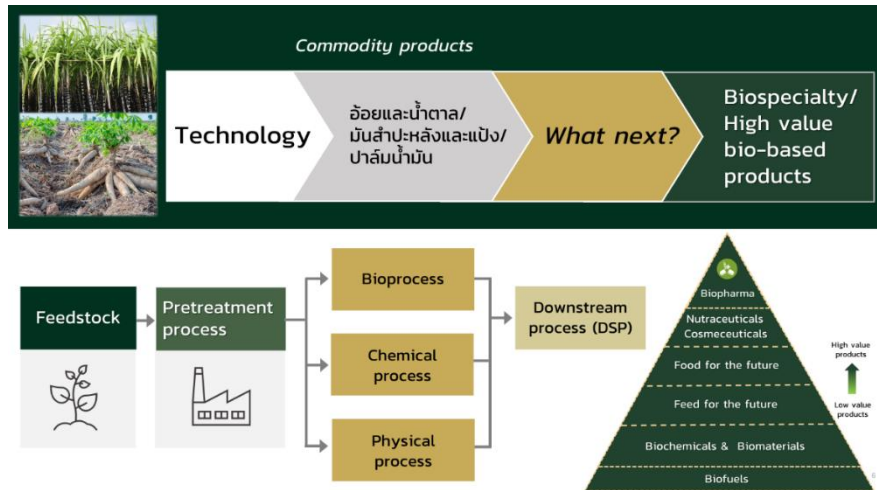 Commodity products
Technology
อ้อยและน้ำตาล/
มันสำปะหลังและแป้ง/
ปาล์มน้ำมัน
What next?
Biospecialty/
High value
bio-based
products
Feedstock
Pretreatment
process
Bioprocess
Chemical
process
Physical
process
Downstream
process (DSP)
Biopharma
Nutraceuticals
Cosmeceuticals
Food for the future
Feed for the future
Biochemicals & Biomaterials
Biofuels
High value
products
Low value
products
6